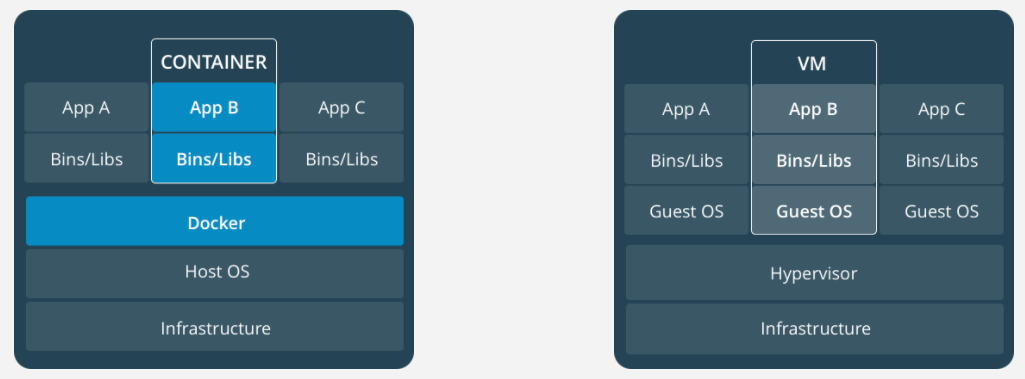 CONTAINER
App A App B App C
Bins/Libs Bins/Libs Bins/Libs
Docker
Host OS
Infrastructure
VM
App A App B App C
Bins/Libs Bins/Libs Bins/Libs
Guest OS Guest OS Guest OS
Hypervisor
Infrastructure